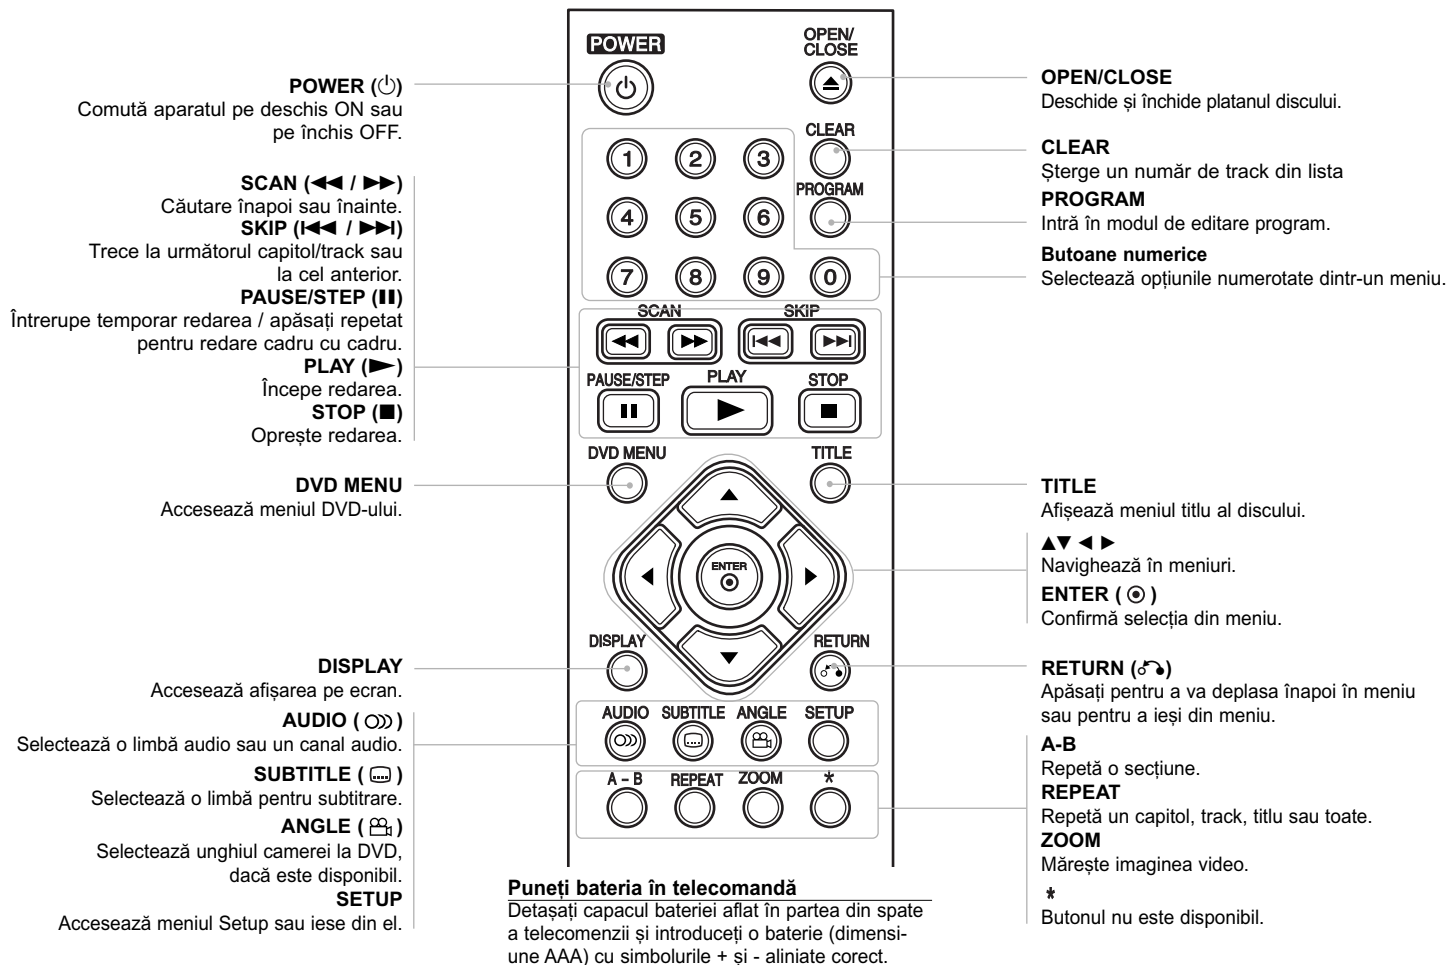 POWER (⏻)
Comută aparatul pe deschis ON sau
pe închis OFF.
SCAN (◀◀ / ▶▶)
Căutare înapoi sau înainte.
SKIP (I◀◀ / ▶▶I)
Trece la următorul capitol/track sau
la cel anterior.
PAUSE/STEP (II)
Întrerupe temporar redarea / apăsați repetat
pentru redare cadru cu cadru.
PLAY (▶)
Începe redarea.
STOP (■)
Oprește redarea.
DVD MENU
Accesează meniul DVD-ului.
DISPLAY
Accesează afișarea pe ecran.
AUDIO ( )
Selectează o limbă audio sau un canal audio.
SUBTITLE ( )
Selectează o limbă pentru subtitrare.
ANGLE ( )
Selectează unghiul camerei la DVD,
dacă este disponibil.
SETUP
Accesează meniul Setup sau iese din el.
POWER
OPEN/
CLOSE
CLEAR
1 2 3
PROGRAM
4 5 6
7 8 9 0
SCAN SKIP
PAUSE/STEP PLAY STOP
DVD MENU TITLE
ENTER
DISPLAY RETURN
AUDIO SUBTITLE ANGLE SETUP
A – B REPEAT ZOOM *
Puneți bateria în telecomandă
Detașați capacul bateriei aflat în partea din spate
a telecomenzii și introduceți o baterie (dimensi-
une AAA) cu simbolurile + și - aliniate corect.
OPEN/CLOSE
Deschide și închide platanul discului.
CLEAR
Șterge un număr de track din lista
PROGRAM
Intră în modul de editare program.
Butoane numerice
Selectează opțiunile numerotate dintr-un meniu.
TITLE
Afișează meniul titlu al discului.
▲▼ ◀ ▶
Navighează în meniuri.
ENTER ( ⊙ )
Confirmă selecția din meniu.
RETURN ( )
Apăsați pentru a va deplasa înapoi în meniu
sau pentru a ieși din meniu.
A-B
Repetă o secțiune.
REPEAT
Repetă un capitol, track, titlu sau toate.
ZOOM
Mărește imaginea video.
*
Butonul nu este disponibil.